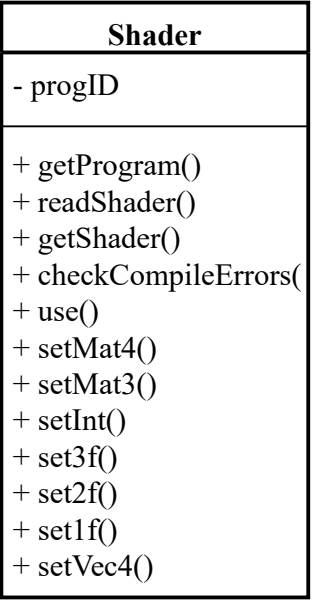 Shader
- progID
+ getProgram()
+ readShader()
+ getShader()
+ checkCompileErrors(
+ use()
+ setMat4()
+ setMat3()
+ setInt()
+ set3f()
+ set2f()
+ set1f()
+ setVec4()